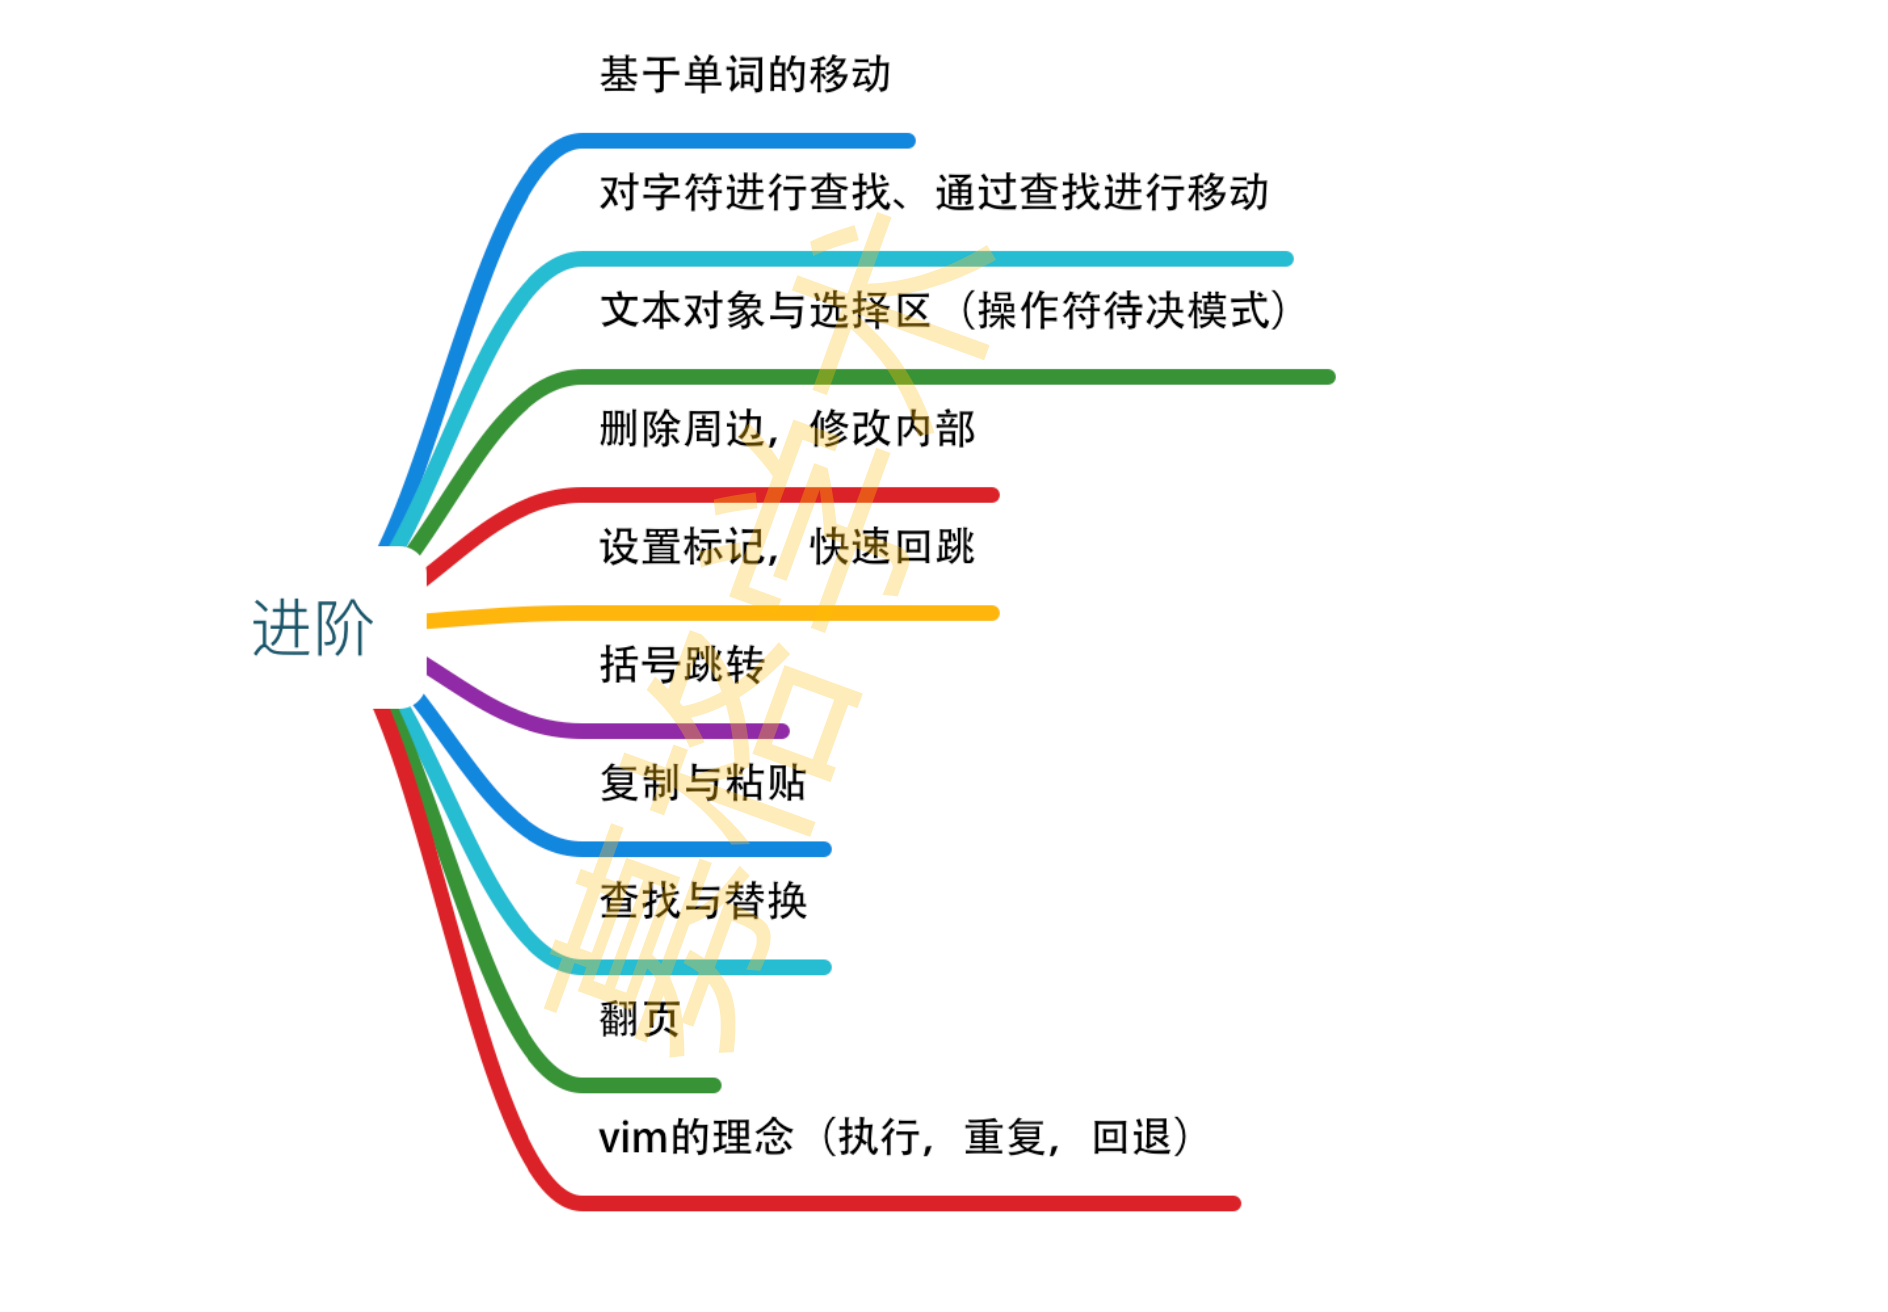 基于单词的移动
对字符进行查找、通过查找进行移动
文本对象与选择区（操作符待决模式）
删除周边，修改内部
设置标记，快速回跳
进阶
括号跳转
复制与粘贴
查找与替换
翻页
vim的理念（执行，重复，回退）